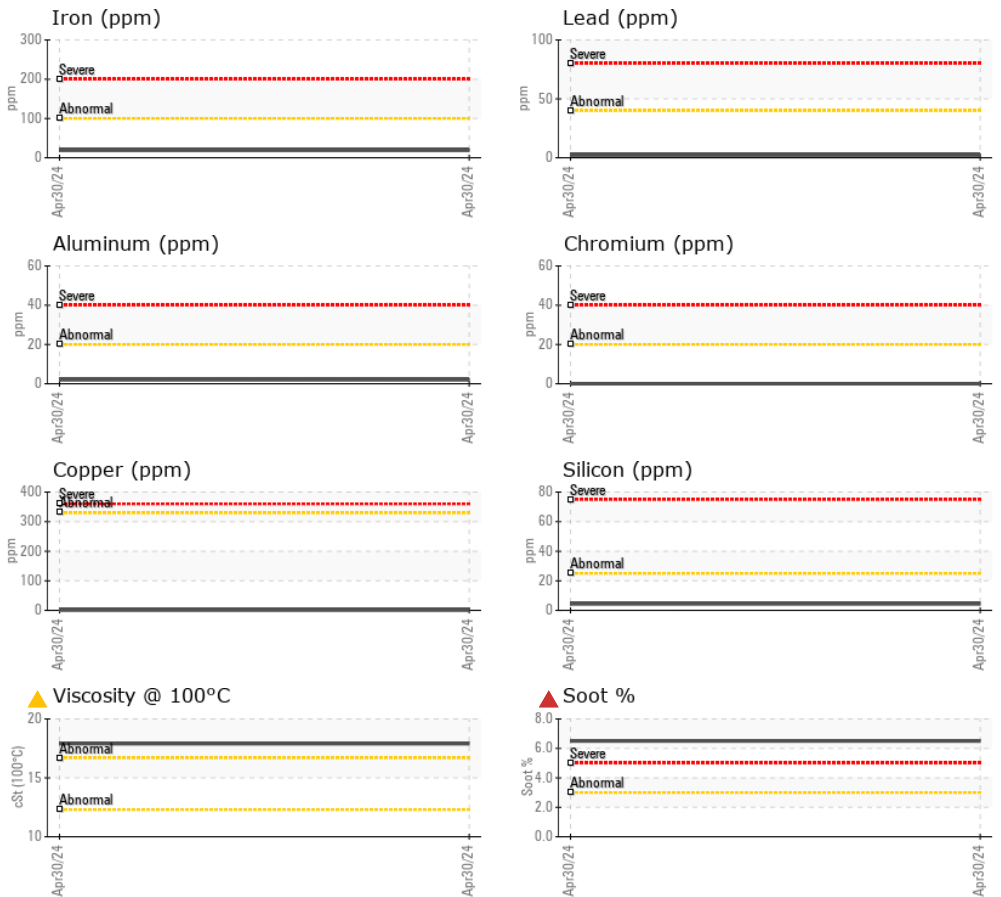 Iron (ppm)
300
200
100
0
ppm
Severe
Abnormal
Apr30/24
Apr30/24
Lead (ppm)
100
50
0
ppm
Severe
Abnormal
Apr30/24
Apr30/24
Aluminum (ppm)
60
40
20
0
ppm
Severe
Abnormal
Apr30/24
Apr30/24
Chromium (ppm)
60
40
20
0
ppm
Severe
Abnormal
Apr30/24
Apr30/24
Copper (ppm)
400
300
200
100
0
ppm
Severe
Abnormal
Apr30/24
Apr30/24
Silicon (ppm)
80
60
40
20
0
ppm
Severe
Abnormal
Apr30/24
Apr30/24
Viscosity @ 100°C
20
15
10
cSt (100°C)
Abnormal
Abnormal
Apr30/24
Apr30/24
Soot %
8.0
6.0
4.0
2.0
0.0
Soot %
Severe
Abnormal
Apr30/24
Apr30/24